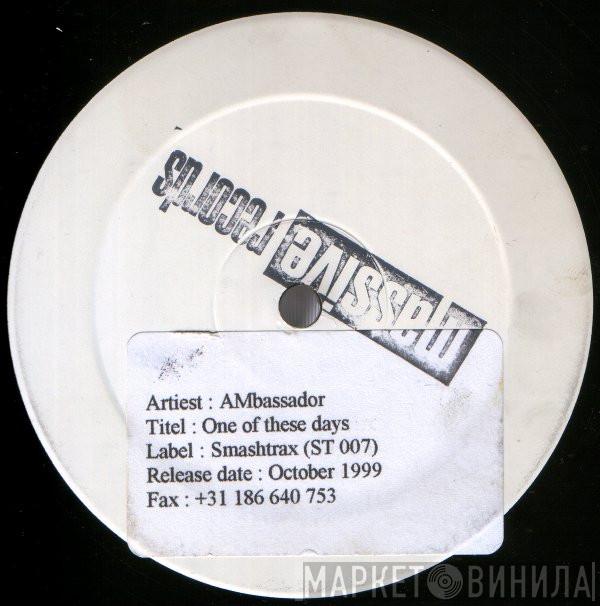 massive records
Artiest : AMbassador
Titel : One of these days
Label : Smashtrax (ST 007)
Release date : October 1999
Fax : +31 186 640 753
МАРКЕТ ВИНИЛА